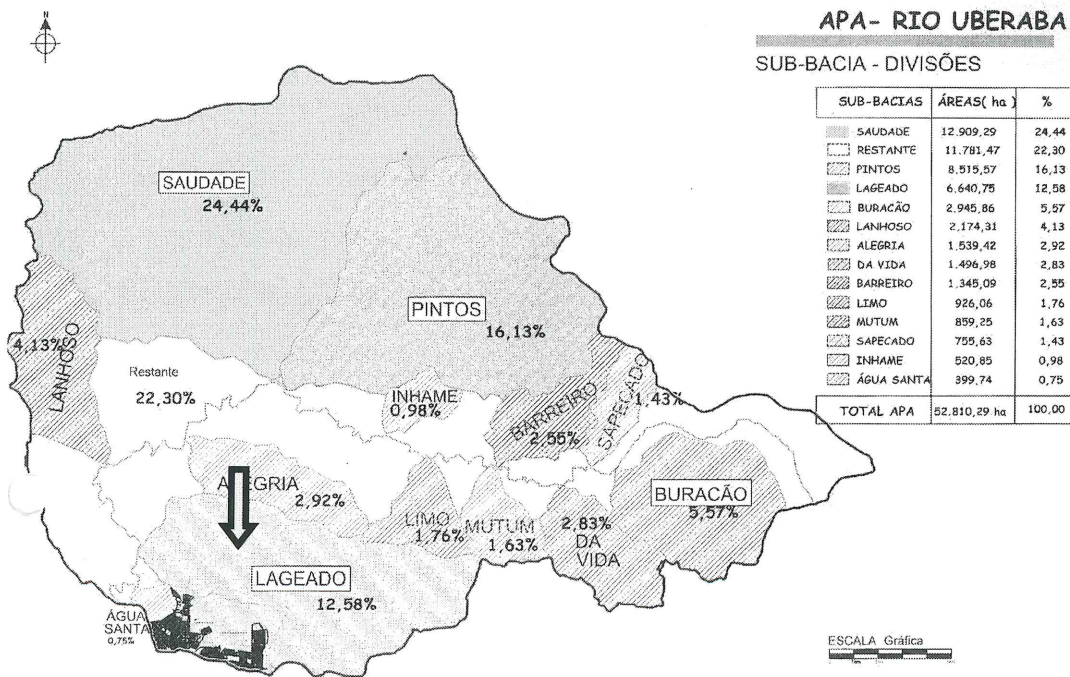 N
APA- RIO UBERABA
SUB-BACIA - DIVISÕES
SUB-BACIAS ÁREAS( ha ) %
SAUDADE 12.909,29 24,44
RESTANTE 11.781,47 22,30
PINTOS 8.515,57 16,13
LAGEADO 6.640,75 12,58
BURACÃO 2.945,86 5,57
LANHOSO 2.174,31 4,13
ALEGRIA 1.539,42 2,92
DA VIDA 1.496,98 2,83
BARREIRO 1.345,09 2,55
LIMO 926,06 1,76
MUTUM 859,25 1,63
SAPECADO 755,63 1,43
INHAME 520,85 0,98
ÁGUA SANTA 399,74 0,75
TOTAL APA 52.810,29 ha 100,00
SAUDADE
24,44%
PINTOS
16,13%
4,13%
LANHOSO
Restante
22,30%
INHAME
0,98%
BARREIRO
2,55%
SAPECADO
1,43%
ALEGRIA
2,92%
LIMO
1,76%
MUTUM
1,63%
2,83%
DA
VIDA
BURACÃO
5,57%
LAGEADO
12,58%
ÁGUA
SANTA
0,75%
ESCALA Gráfica